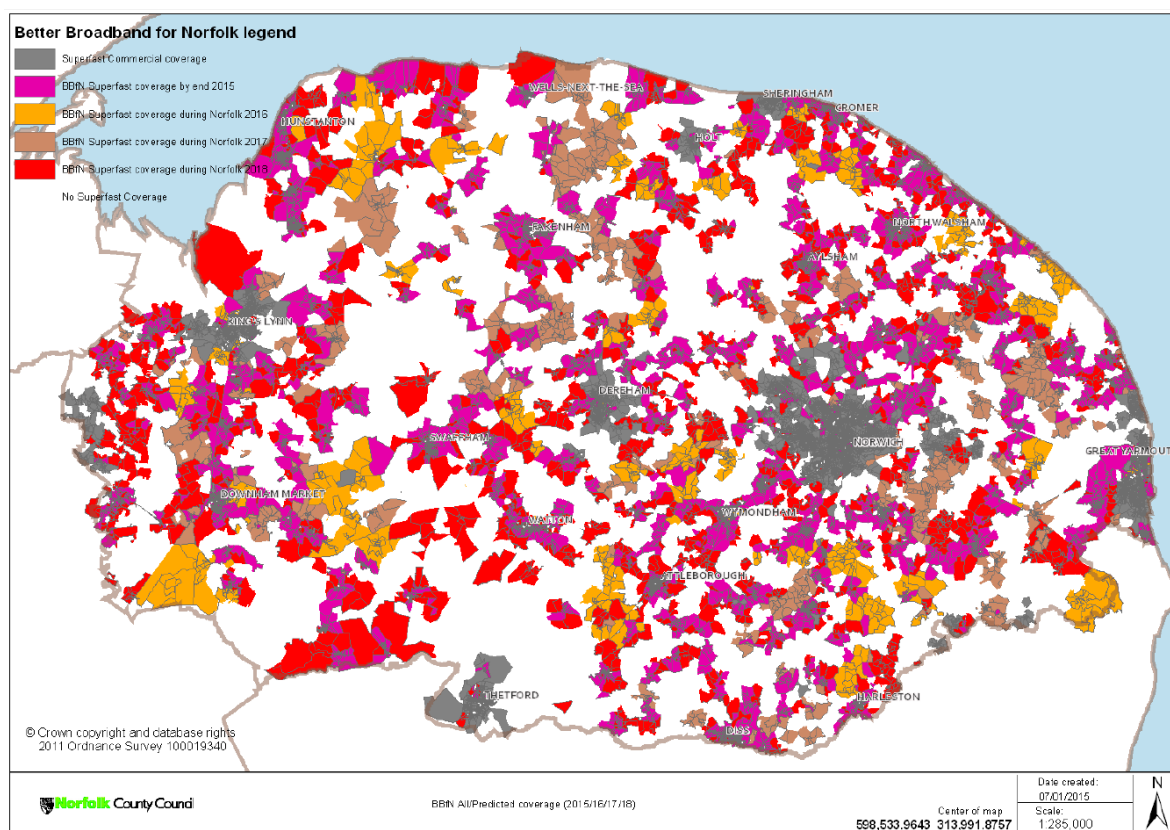 Better Broadband for Norfolk legend
Superfast Commercial coverage
BBfN Superfast coverage by end 2015
BBfN Superfast coverage during Norfolk 2016
BBfN Superfast coverage during Norfolk 2017
BBfN Superfast coverage during Norfolk 2018
No Superfast Coverage
WELLS-NEXT-THE-SEA
SHERINGHAM
CROMER
HUNSTANTON
HOLT
FAKENHAM
NORTH WALSHAM
AYLSHAM
KING'S LYNN
DEREHAM
SWAFFHAM
NORWICH
GREAT YARMOUT
DOWNHAM MARKET
WATTON
WYMONDHAM
ATTLEBOROUGH
THETFORD
HARLESTON
DISS
© Crown copyright and database rights
2011 Ordnance Survey 100019340
Norfolk County Council
BBfN All/Predicted coverage (2015/16/17/18)
Center of map
598,533.9643 313,991.8757
Date created:
07/01/2015
Scale:
1:285,000
N